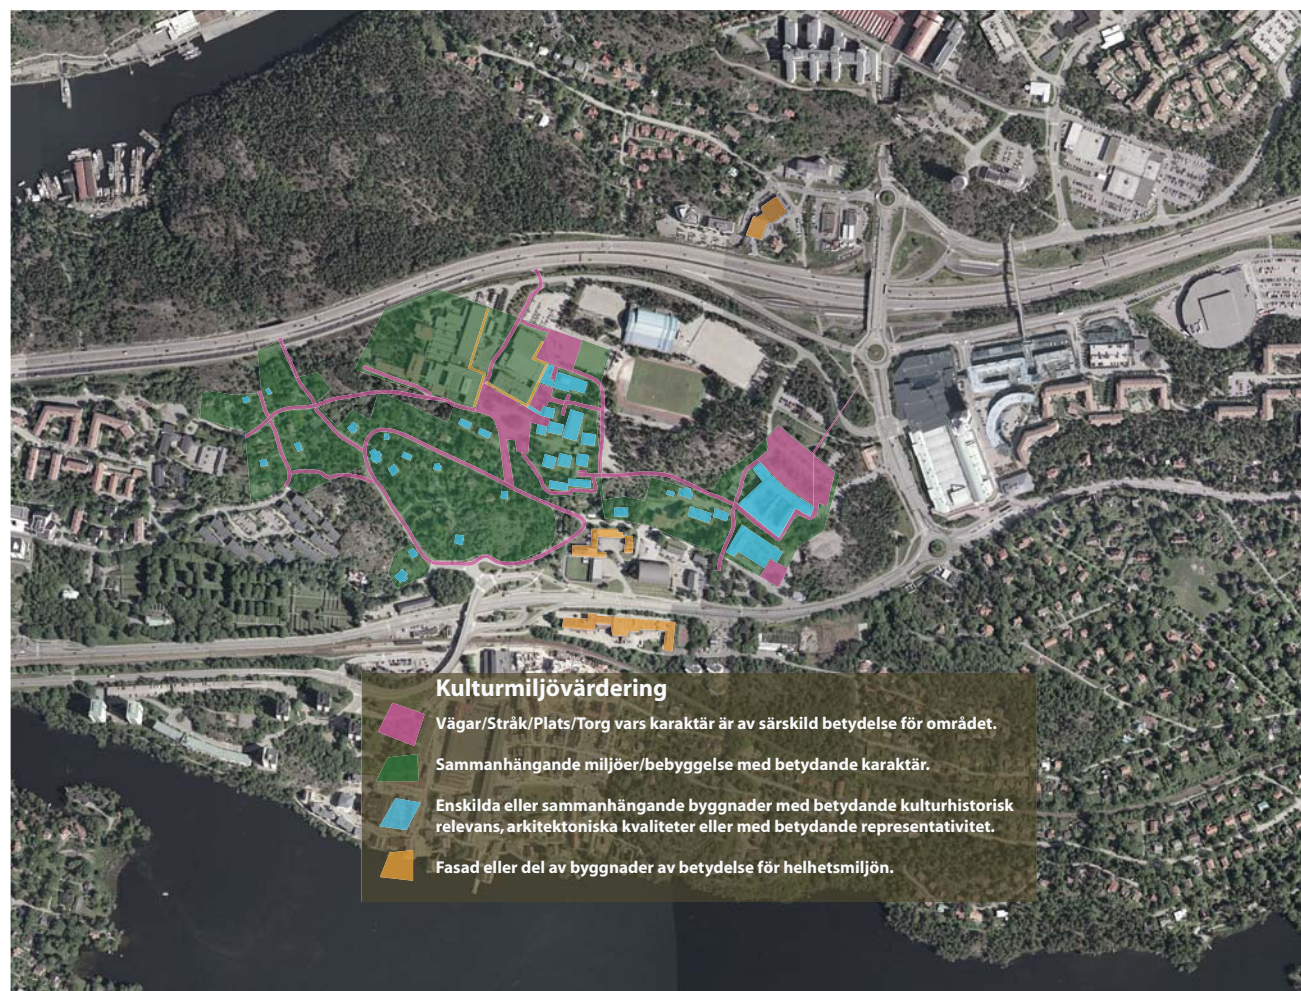 Kulturmiljövärdering
Vägar/Stråk/Plats/Torg vars karaktär är av särskild betydelse för området.
Sammanhängande miljöer/bebyggelse med betydande karaktär.
Enskilda eller sammanhängande byggnader med betydande kulturhistorisk
relevans, arkitektoniska kvaliteter eller med betydande representativitet.
Fasad eller del av byggnader av betydelse för helhetsmiljön.